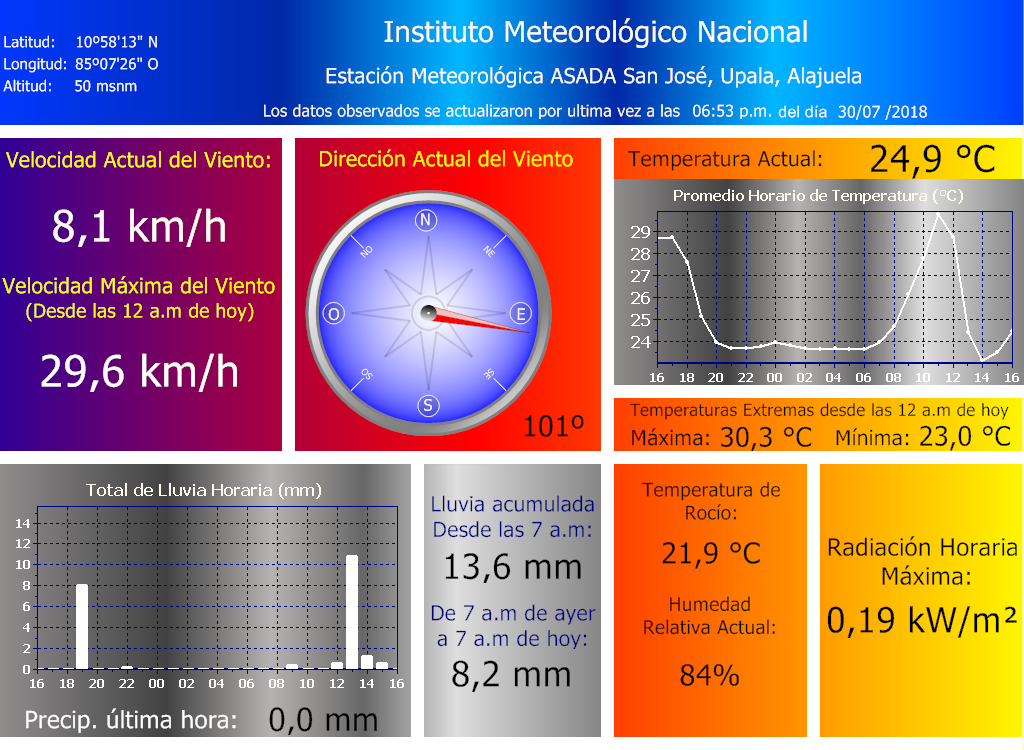 Instituto Meteorológico Nacional
Latitud: 10º58'13" N
Longitud: 85º07'26" O
Altitud: 50 msnm
Estación Meteorológica ASADA San José, Upala, Alajuela
Los datos observados se actualizaron por ultima vez a las 06:53 p.m. del día 30/07 /2018
Velocidad Actual del Viento:
8,1 km/h
Velocidad Máxima del Viento
(Desde las 12 a.m de hoy)
29,6 km/h
Dirección Actual del Viento
N
NO
NE
O
E
SO
SE
S
101º
Temperatura Actual: 24,9 °C
Promedio Horario de Temperatura (°C)
29
28
27
26
25
24
16 18 20 22 00 02 04 06 08 10 12 14 16
Temperaturas Extremas desde las 12 a.m de hoy
Máxima: 30,3 °C Mínima: 23,0 °C
Total de Lluvia Horaria (mm)
14
12
10
8
6
4
2
0
16 18 20 22 00 02 04 06 08 10 12 14 16
Precip. última hora: 0,0 mm
Lluvia acumulada
Desde las 7 a.m:
13,6 mm
De 7 a.m de ayer
a 7 a.m de hoy:
8,2 mm
Temperatura de
Rocío:
21,9 °C
Humedad
Relativa Actual:
84%
Radiación Horaria
Máxima:
0,19 kW/m²